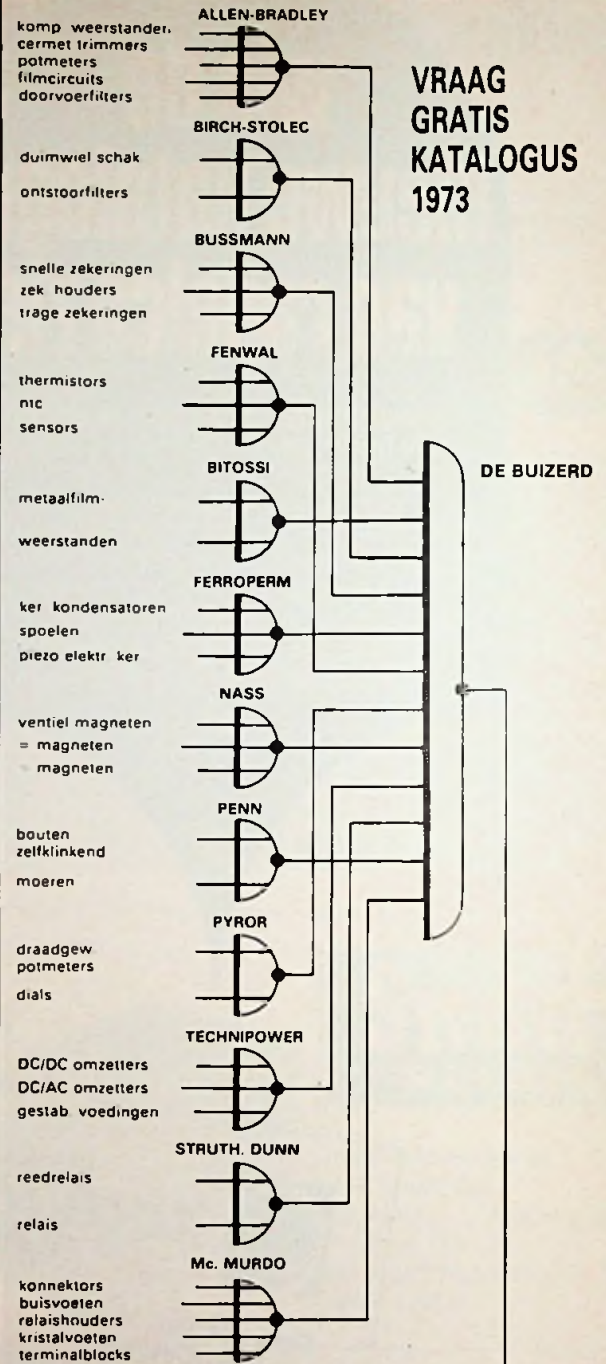 ALLEN-BRADLEY
komp weerstanden
cermet trimmers
potmeters
filmcircuits
doorvoerfilters
VRAAG
GRATIS
KATALOGUS
1973
BIRCH-STOLEC
duimwiel schak
ontstoorfilters
BUSSMANN
snelle zekeringen
zek houders
trage zekeringen
FENWAL
thermistors
ntc
sensors
DE BUIZERD
BITOSSI
metaalfilm-
weerstanden
FERROPERM
ker kondensatoren
spoelen
piezo elektr ker
NASS
ventiel magneten
= magneten
magneten
PENN
bouten
zelfklinkend
moeren
PYROR
draadgew
potmeters
dials
TECHNIPOWER
DC/DC omzetters
DC/AC omzetters
gestab voedingen
STRUTH. DUNN
reedrelais
relais
Mc. MURDO
konnektors
buisvoeten
relaishouders
kristalvoeten
terminalblocks